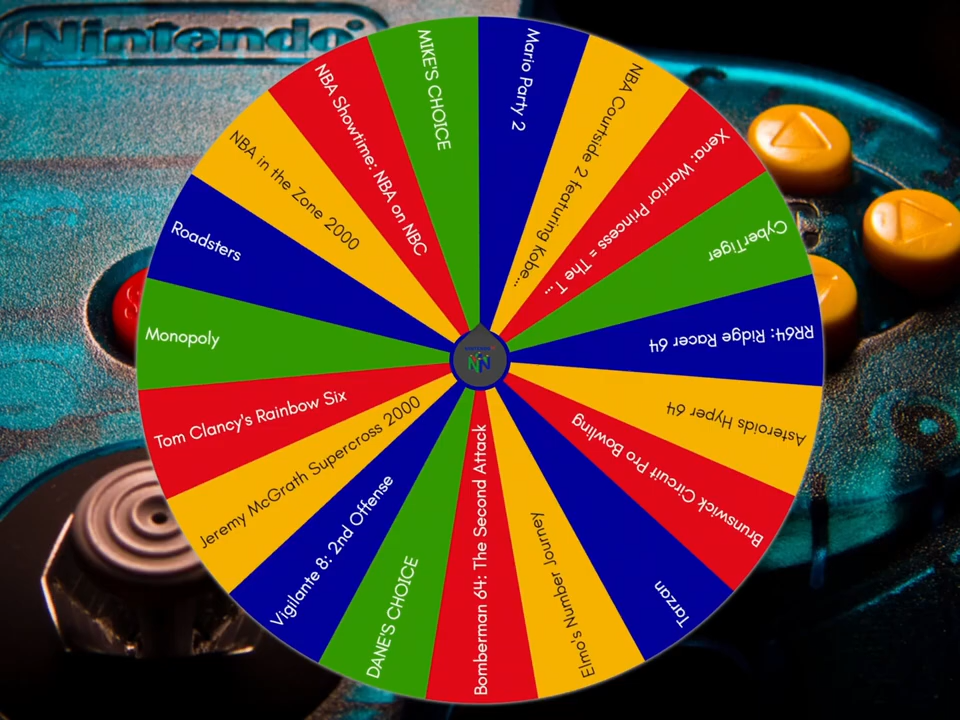 Nintendo
MIKE'S CHOICE
Mario Party 2
NBA Courtside 2 featuring Kobe...
Xena: Warrior Princess = The T...
CyberTiger
RR64: Ridge Racer 64
Asteroids Hyper 64
Brunswick Circuit Pro Bowling
Tarzan
Elmo's Number Journey
Bomberman 64: The Second Attack
DANE'S CHOICE
Vigilante 8: 2nd Offense
Jeremy McGrath Supercross 2000
Tom Clancy's Rainbow Six
Monopoly
Roadsters
NBA in the Zone 2000
NBA Showtime: NBA on NBC